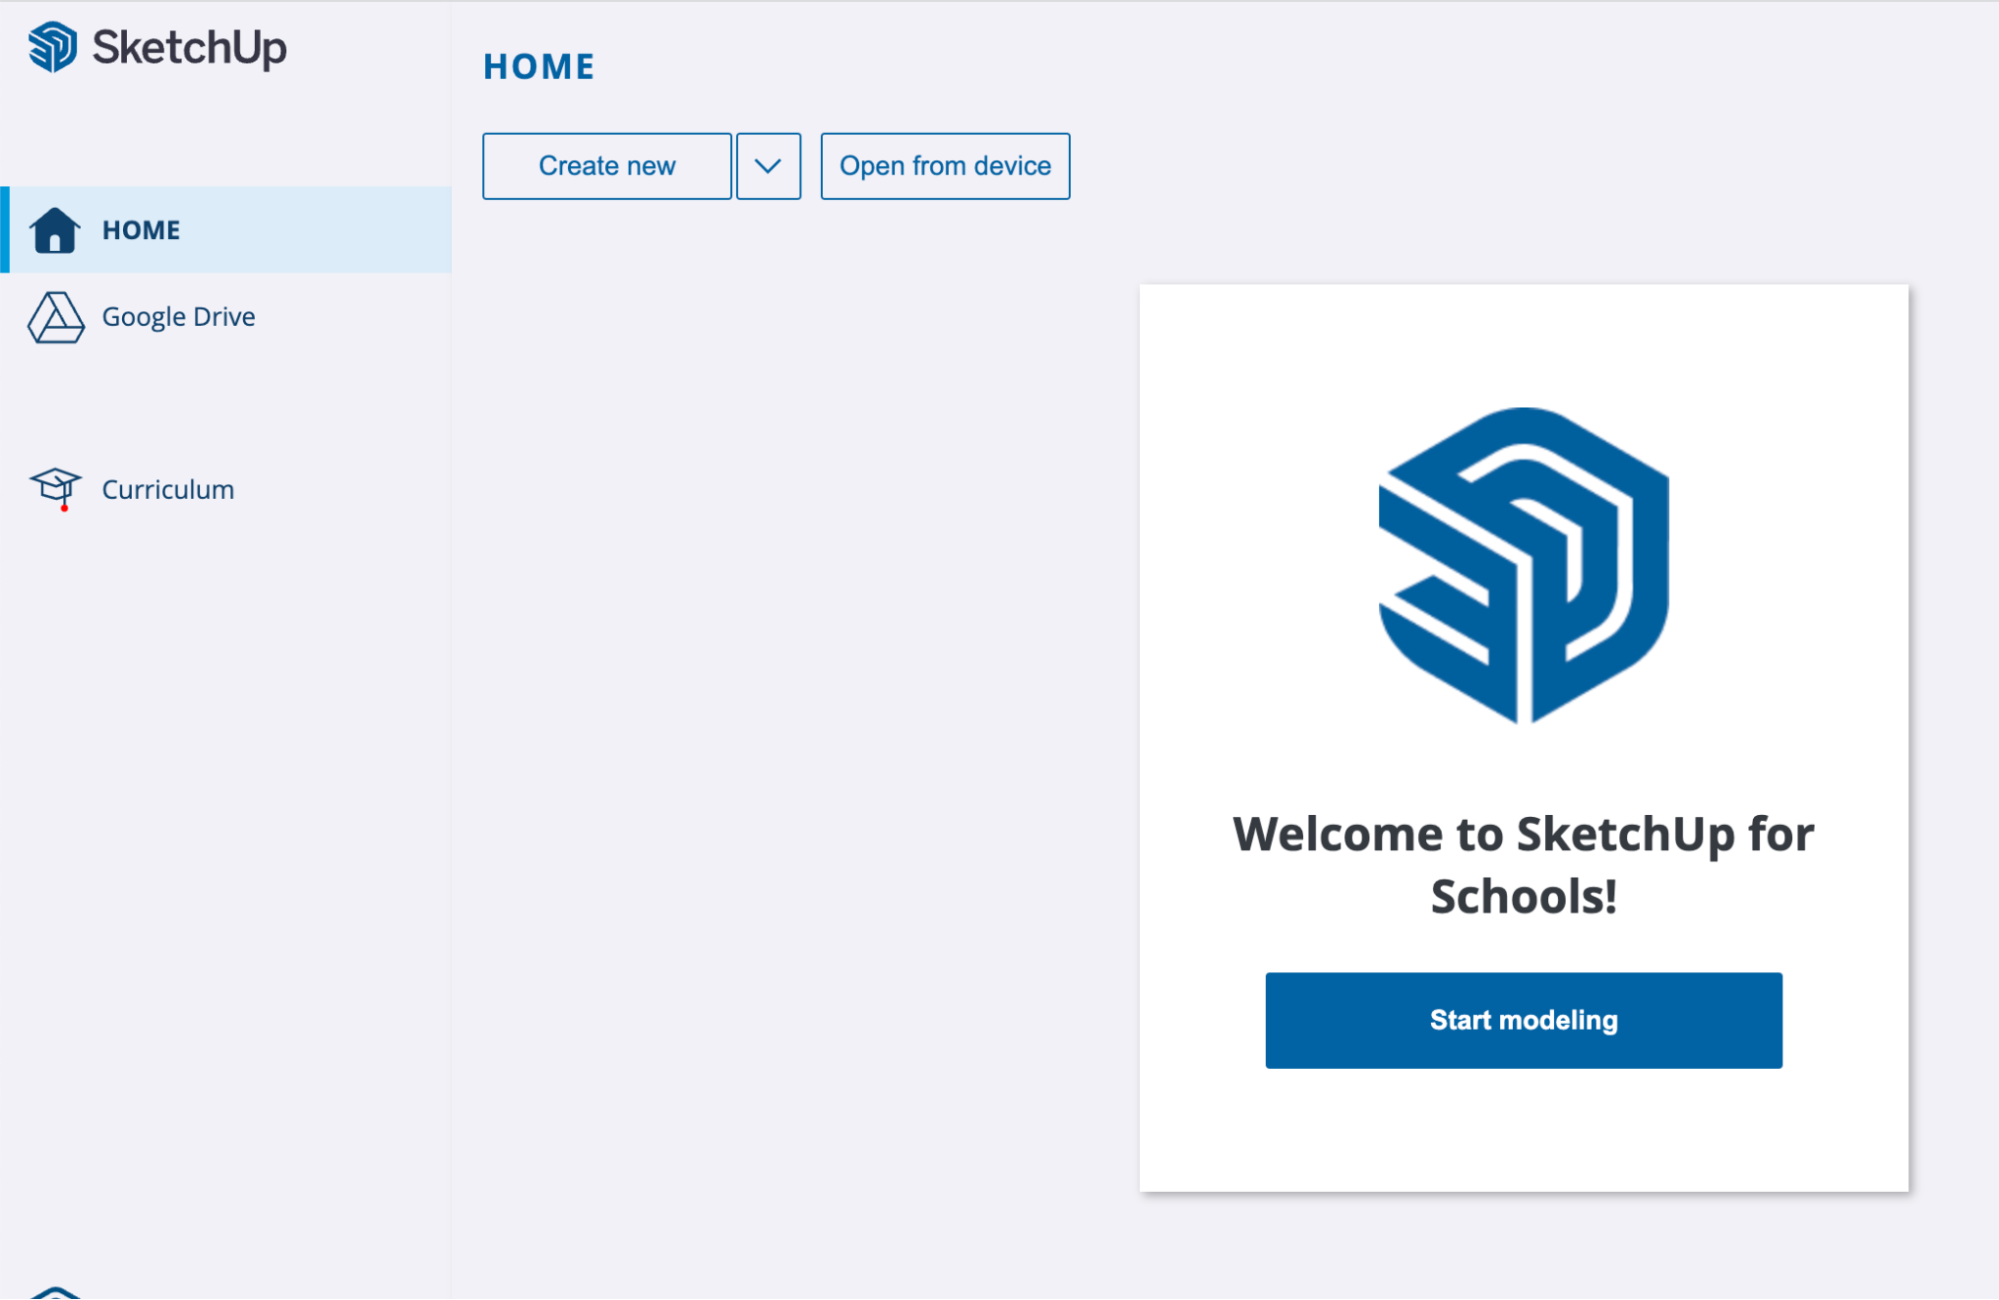 SketchUp
HOME
Create new
Open from device
HOME
Google Drive
Curriculum
Welcome to SketchUp for
Schools!
Start modeling